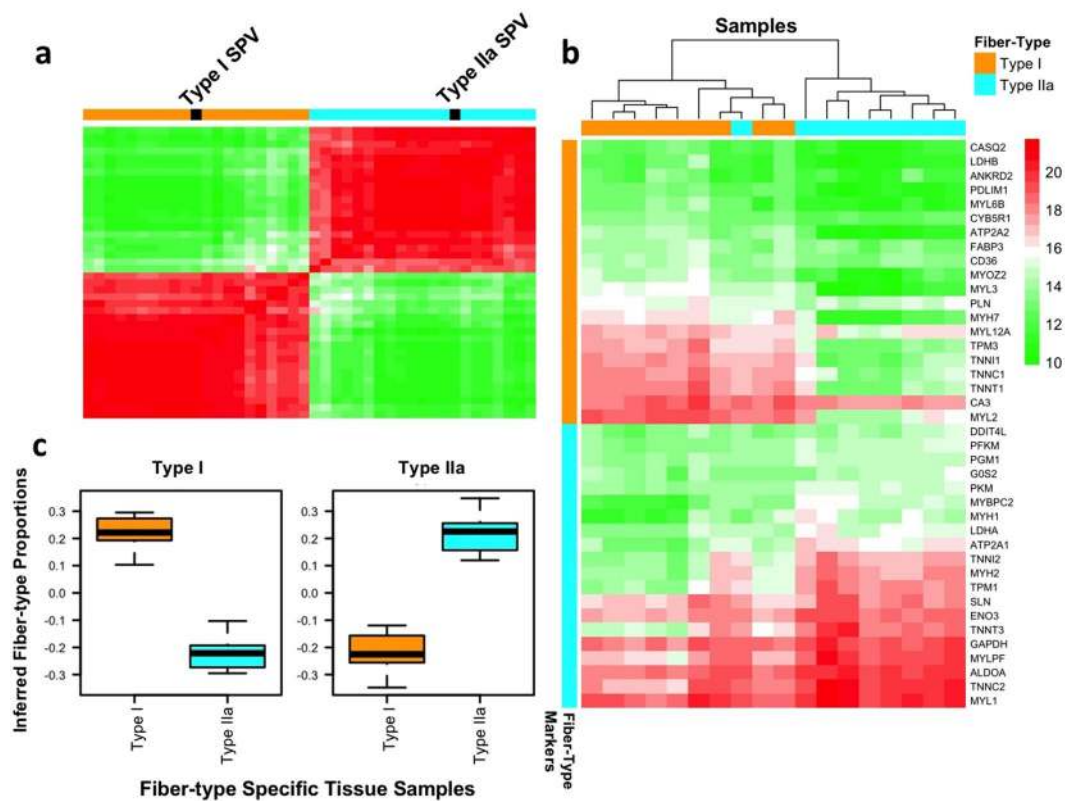 a
Type I SPV
Type IIa SPV
b
Samples
Fiber-Type
Type I
Type IIa
CASQ2
LDHB
ANKRD2
PDLIM1
MYL6B
CYB5R1
ATP2A2
FABP3
CD36
MYOZ2
MYL3
PLN
MYH7
MYL12A
TPM3
TNNI1
TNNC1
TNNT1
CA3
MYL2
DDIT4L
PFKM
PGM1
G0S2
PKM
MYBPC2
MYH1
LDHA
ATP2A1
TNNI2
MYH2
TPM1
SLN
ENO3
TNNT3
GAPDH
MYLPF
ALDOA
TNNC2
MYL1
20
18
16
14
12
10
Fiber-Type
Markers
c
Type I
Type IIa
Inferred Fiber-type Proportions
0.3
0.2
0.1
0.0
-0.1
-0.2
-0.3
Type I
Type IIa
0.3
0.2
0.1
0.0
-0.1
-0.2
-0.3
Type I
Type IIa
Fiber-type Specific Tissue Samples